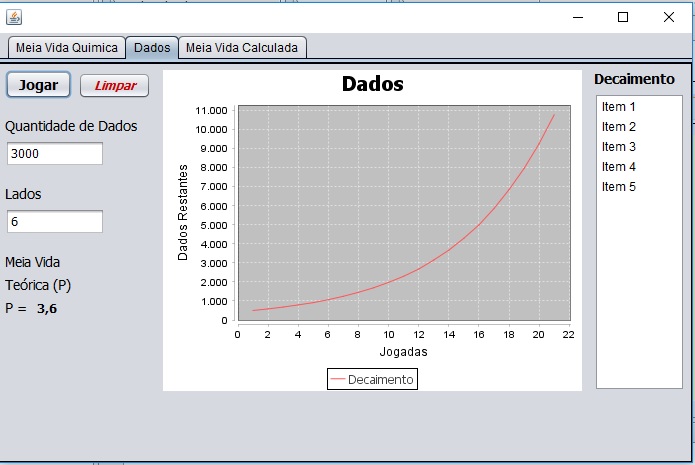 Meia Vida Quimica Dados Meia Vida Calculada
Jogar Limpar
Quantidade de Dados
3000
Lados
6
Meia Vida
Teórica (P)
P = 3,6
Dados
Dados Restantes
11.000
10.000
9.000
8.000
7.000
6.000
5.000
4.000
3.000
2.000
1.000
0
0 2 4 6 8 10 12 14 16 18 20 22
Jogadas
Decaimento
Decaimento
Item 1
Item 2
Item 3
Item 4
Item 5